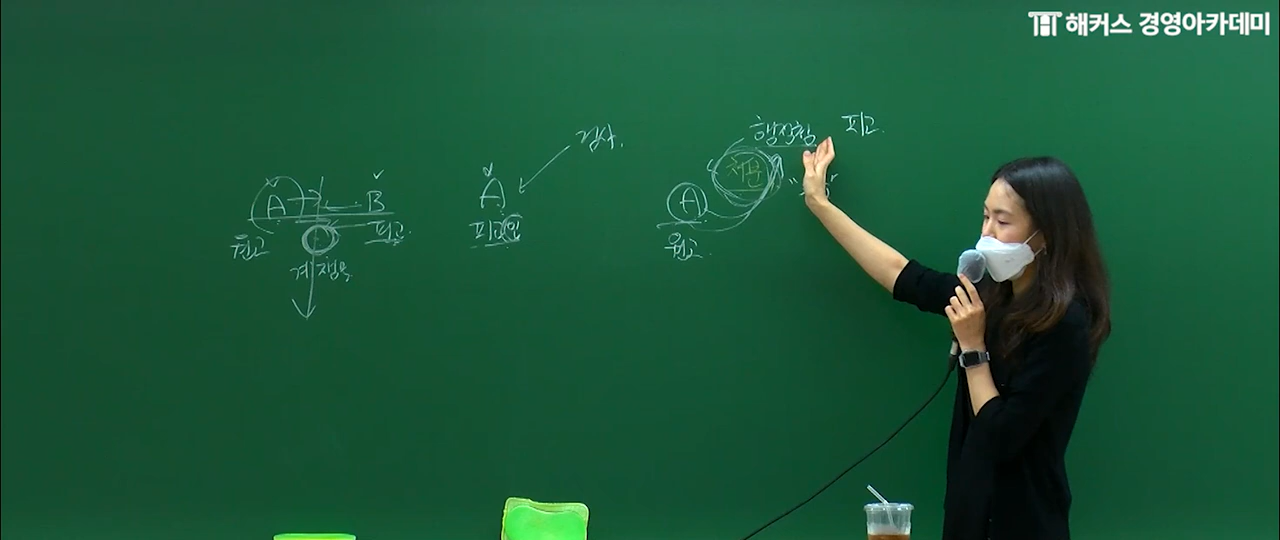 해커스 경영아카데미
A B
원고 피고
계 쟁송
검사.
A
피고인
행정청 피고.
처분
A
원고.